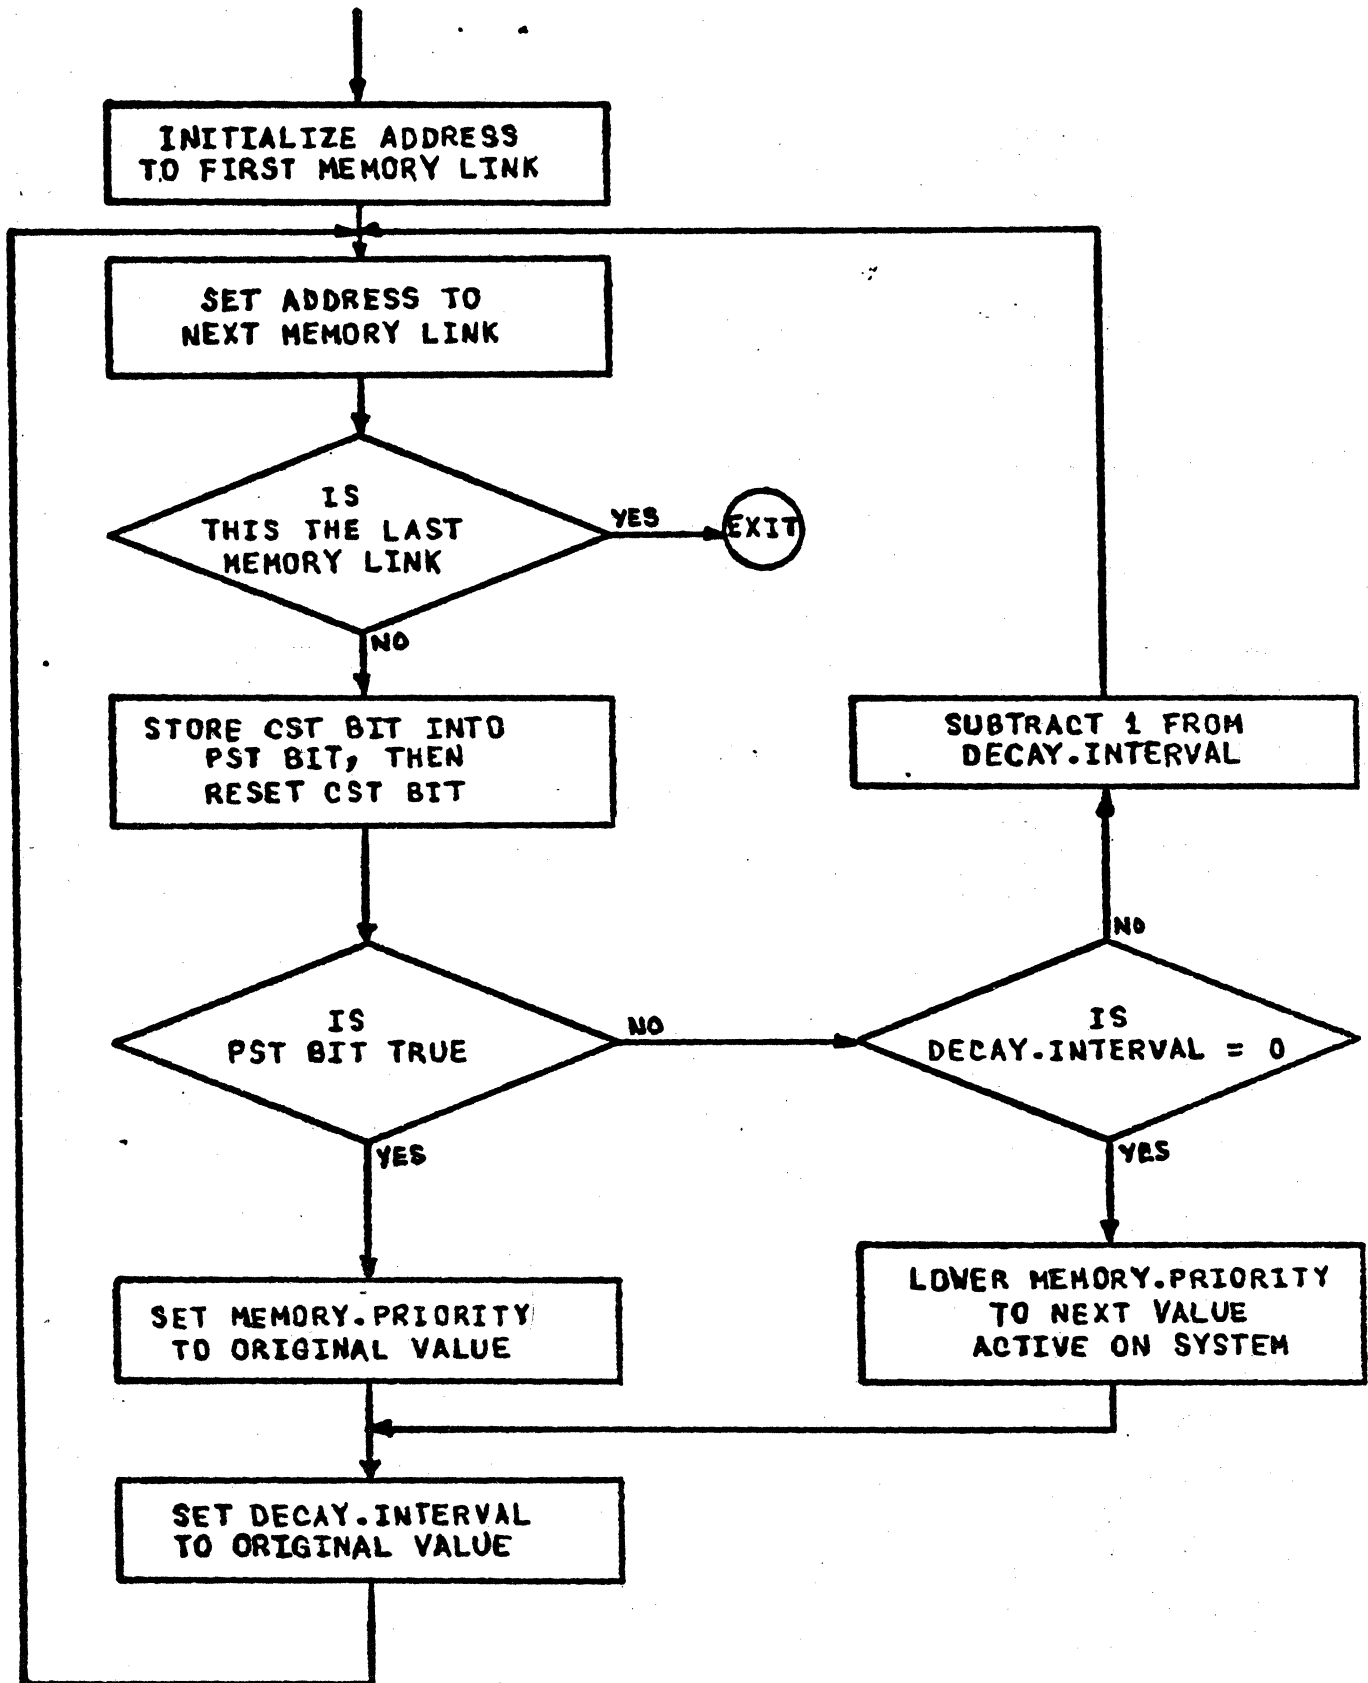 INITIALIZE ADDRESS
TO FIRST MEMORY LINK
SET ADDRESS TO
NEXT MEMORY LINK
IS
THIS THE LAST
MEMORY LINK
YES
EXIT
NO
STORE CST BIT INTO
PST BIT, THEN
RESET CST BIT
SUBTRACT 1 FROM
DECAY.INTERVAL
NO
IS
PST BIT TRUE
NO
IS
DECAY.INTERVAL = 0
YES
YES
SET MEMORY.PRIORITY
TO ORIGINAL VALUE
LOWER MEMORY.PRIORITY
TO NEXT VALUE
ACTIVE ON SYSTEM
SET DECAY.INTERVAL
TO ORIGINAL VALUE